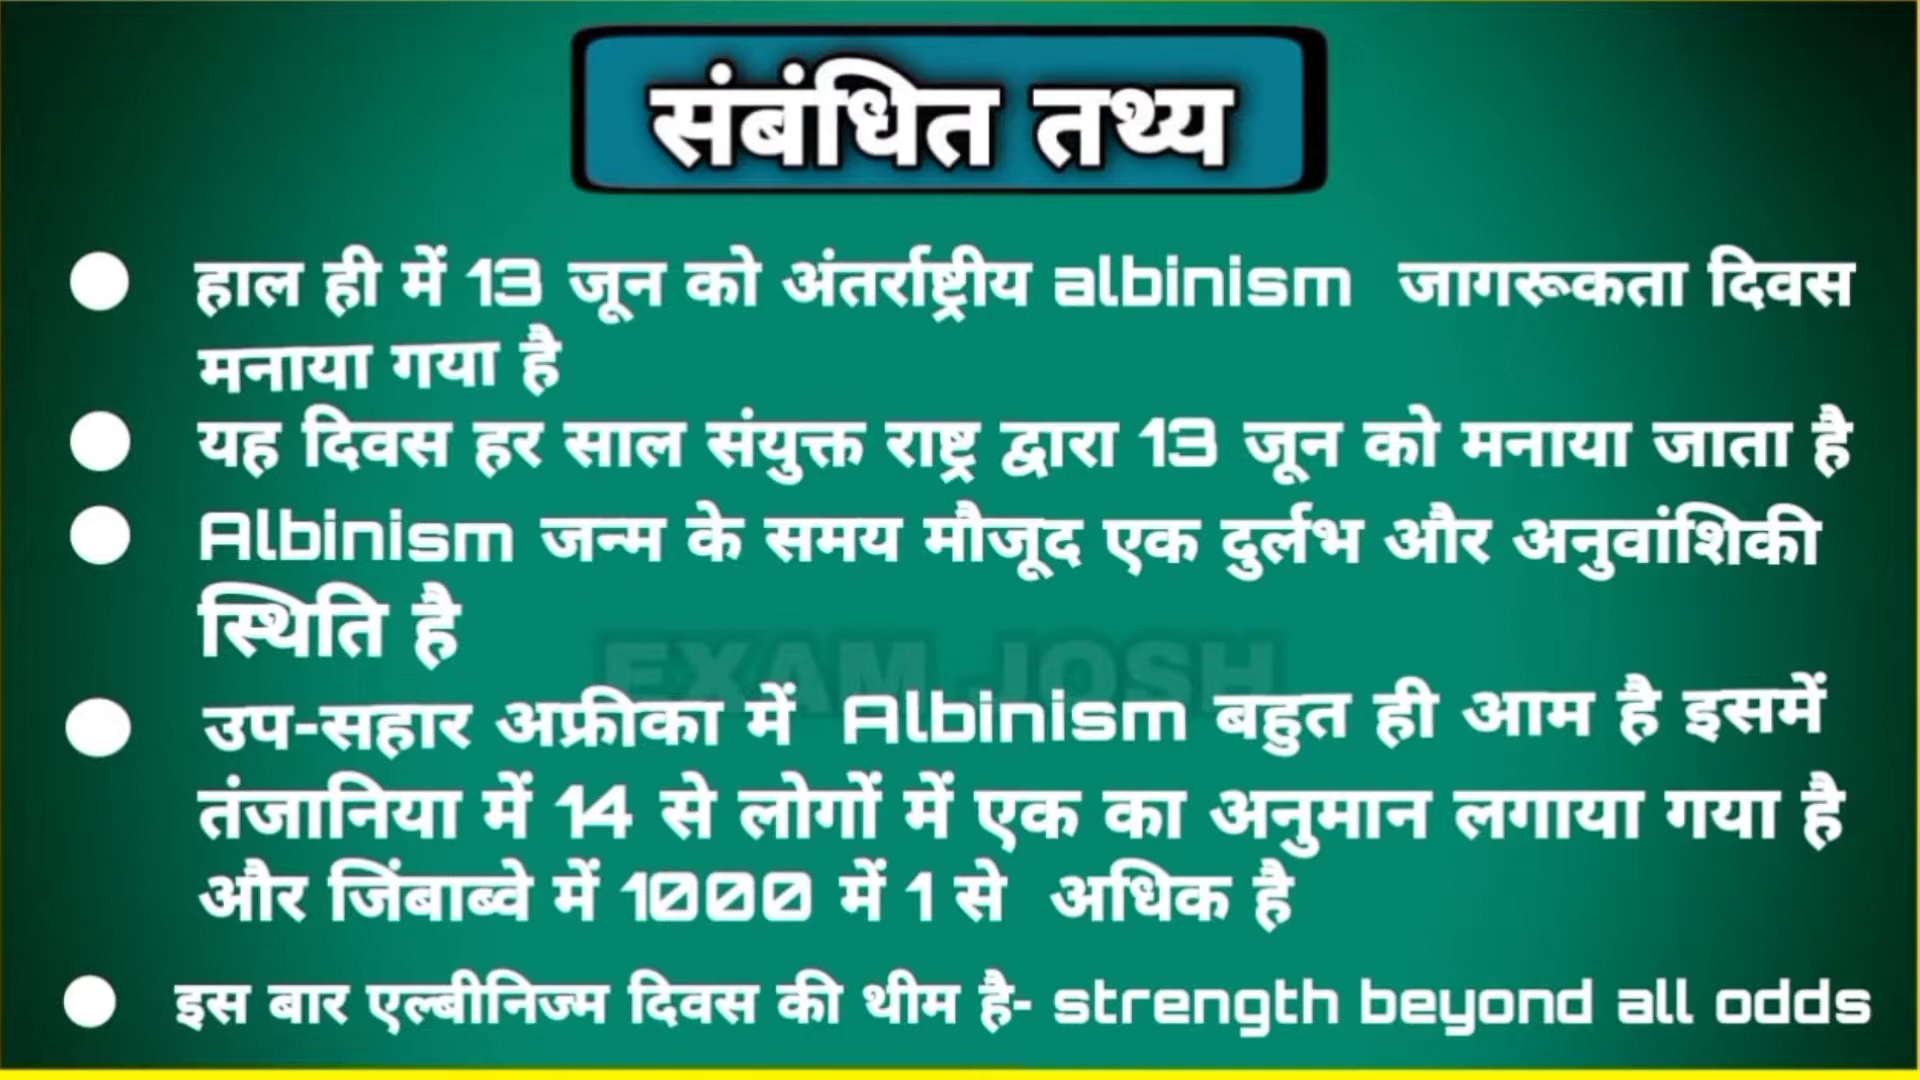 संबंधित तथ्य
हाल ही में 13 जून को अंतर्राष्ट्रीय albinism जागरूकता दिवस
मनाया गया है
यह दिवस हर साल संयुक्त राष्ट्र द्वारा 13 जून को मनाया जाता है
Albinism जन्म के समय मौजूद एक दुर्लभ और अनुवांशिकी
स्थिति है
EXAM JOSH
उप-सहार अफ्रीका में Albinism बहुत ही आम है इसमें
तंजानिया में 14 से लोगों में एक का अनुमान लगाया गया है
और जिंबाब्वे में 1000 में 1 से अधिक है
इस बार एल्बीनिज्म दिवस की थीम है- strength beyond all odds